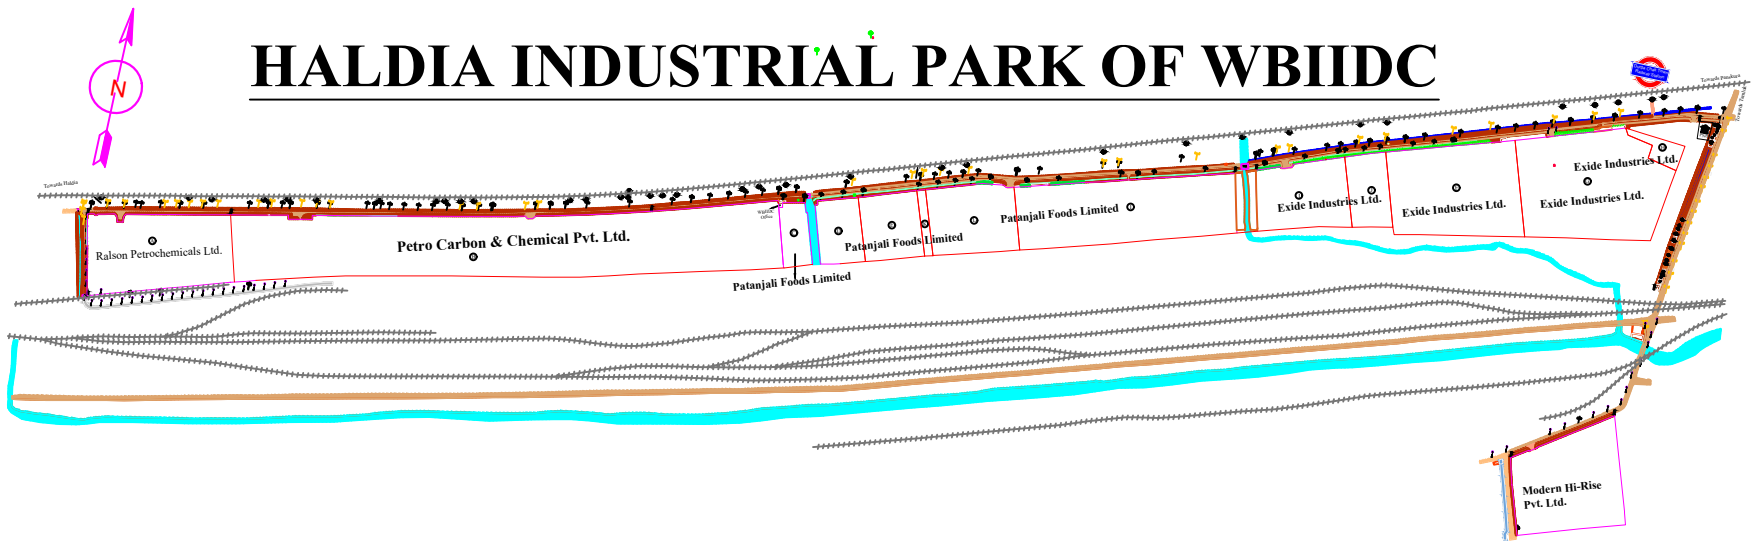 HALDIA INDUSTRIAL PARK OF WBIIDC
N
Towards Haldia
Towards Panskura
Exide Industries Ltd.
Exide Industries Ltd.
Exide Industries Ltd.
Exide Industries Ltd.
Patanjali Foods Limited
Patanjali Foods Limited
Patanjali Foods Limited
Petro Carbon & Chemical Pvt. Ltd.
Ralson Petrochemicals Ltd.
Modern Hi-Rise
Pvt. Ltd.